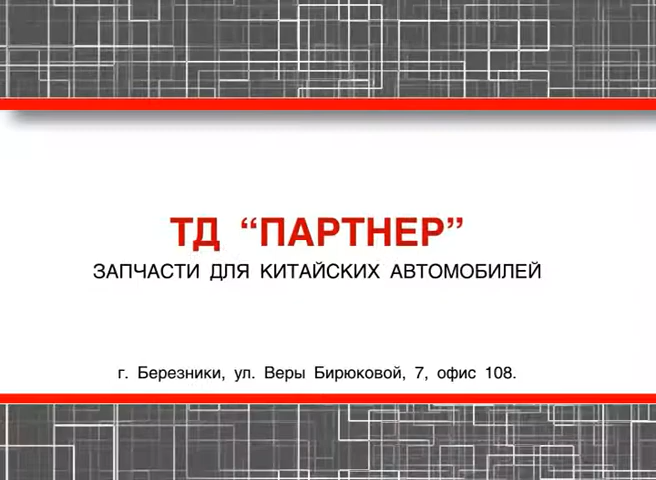 ТД “ПАРТНЕР”
ЗАПЧАСТИ ДЛЯ КИТАЙСКИХ АВТОМОБИЛЕЙ
г. Березники, ул. Веры Бирюковой, 7, офис 108.